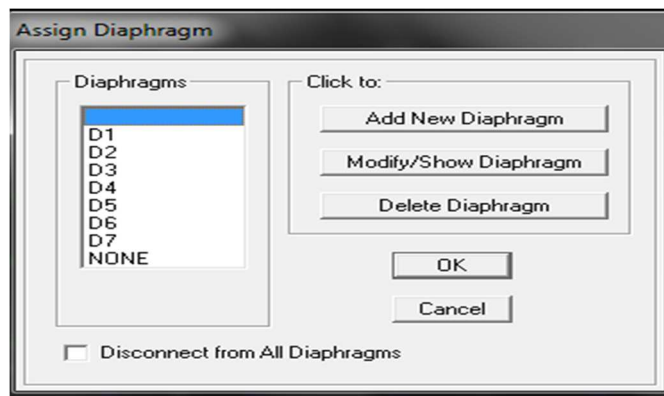 Assign Diaphragm
Diaphragms
D1
D2
D3
D4
D5
D6
D7
NONE
Click to:
Add New Diaphragm
Modify/Show Diaphragm
Delete Diaphragm
OK
Cancel
Disconnect from All Diaphragms